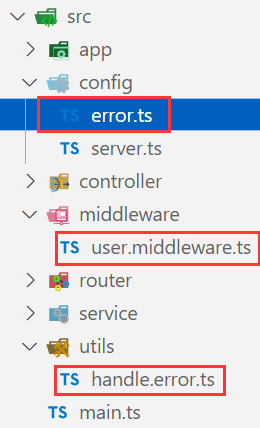 src
app
config
TS error.ts
TS server.ts
controller
middleware
TS user.middleware.ts
router
service
utils
TS handle.error.ts
TS main.ts